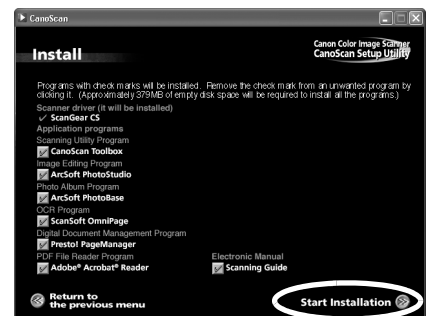 CanoScan
Install
Canon Color Image Scanner
CanoScan Setup Utility
Programs with check marks will be installed. Remove the check mark from an unwanted program by
clicking it. (Approximately 379MB of empty disk space will be required to install all the programs.)
Scanner driver (it will be installed)
ScanGear CS
Application programs
Scanning Utility Program
CanoScan Toolbox
Image Editing Program
ArcSoft PhotoStudio
Photo Album Program
ArcSoft PhotoBase
OCR Program
ScanSoft OmniPage
Digital Document Management Program
Presto! PageManager
PDF File Reader Program
Adobe® Acrobat® Reader
Electronic Manual
Scanning Guide
Return to
the previous menu
Start Installation